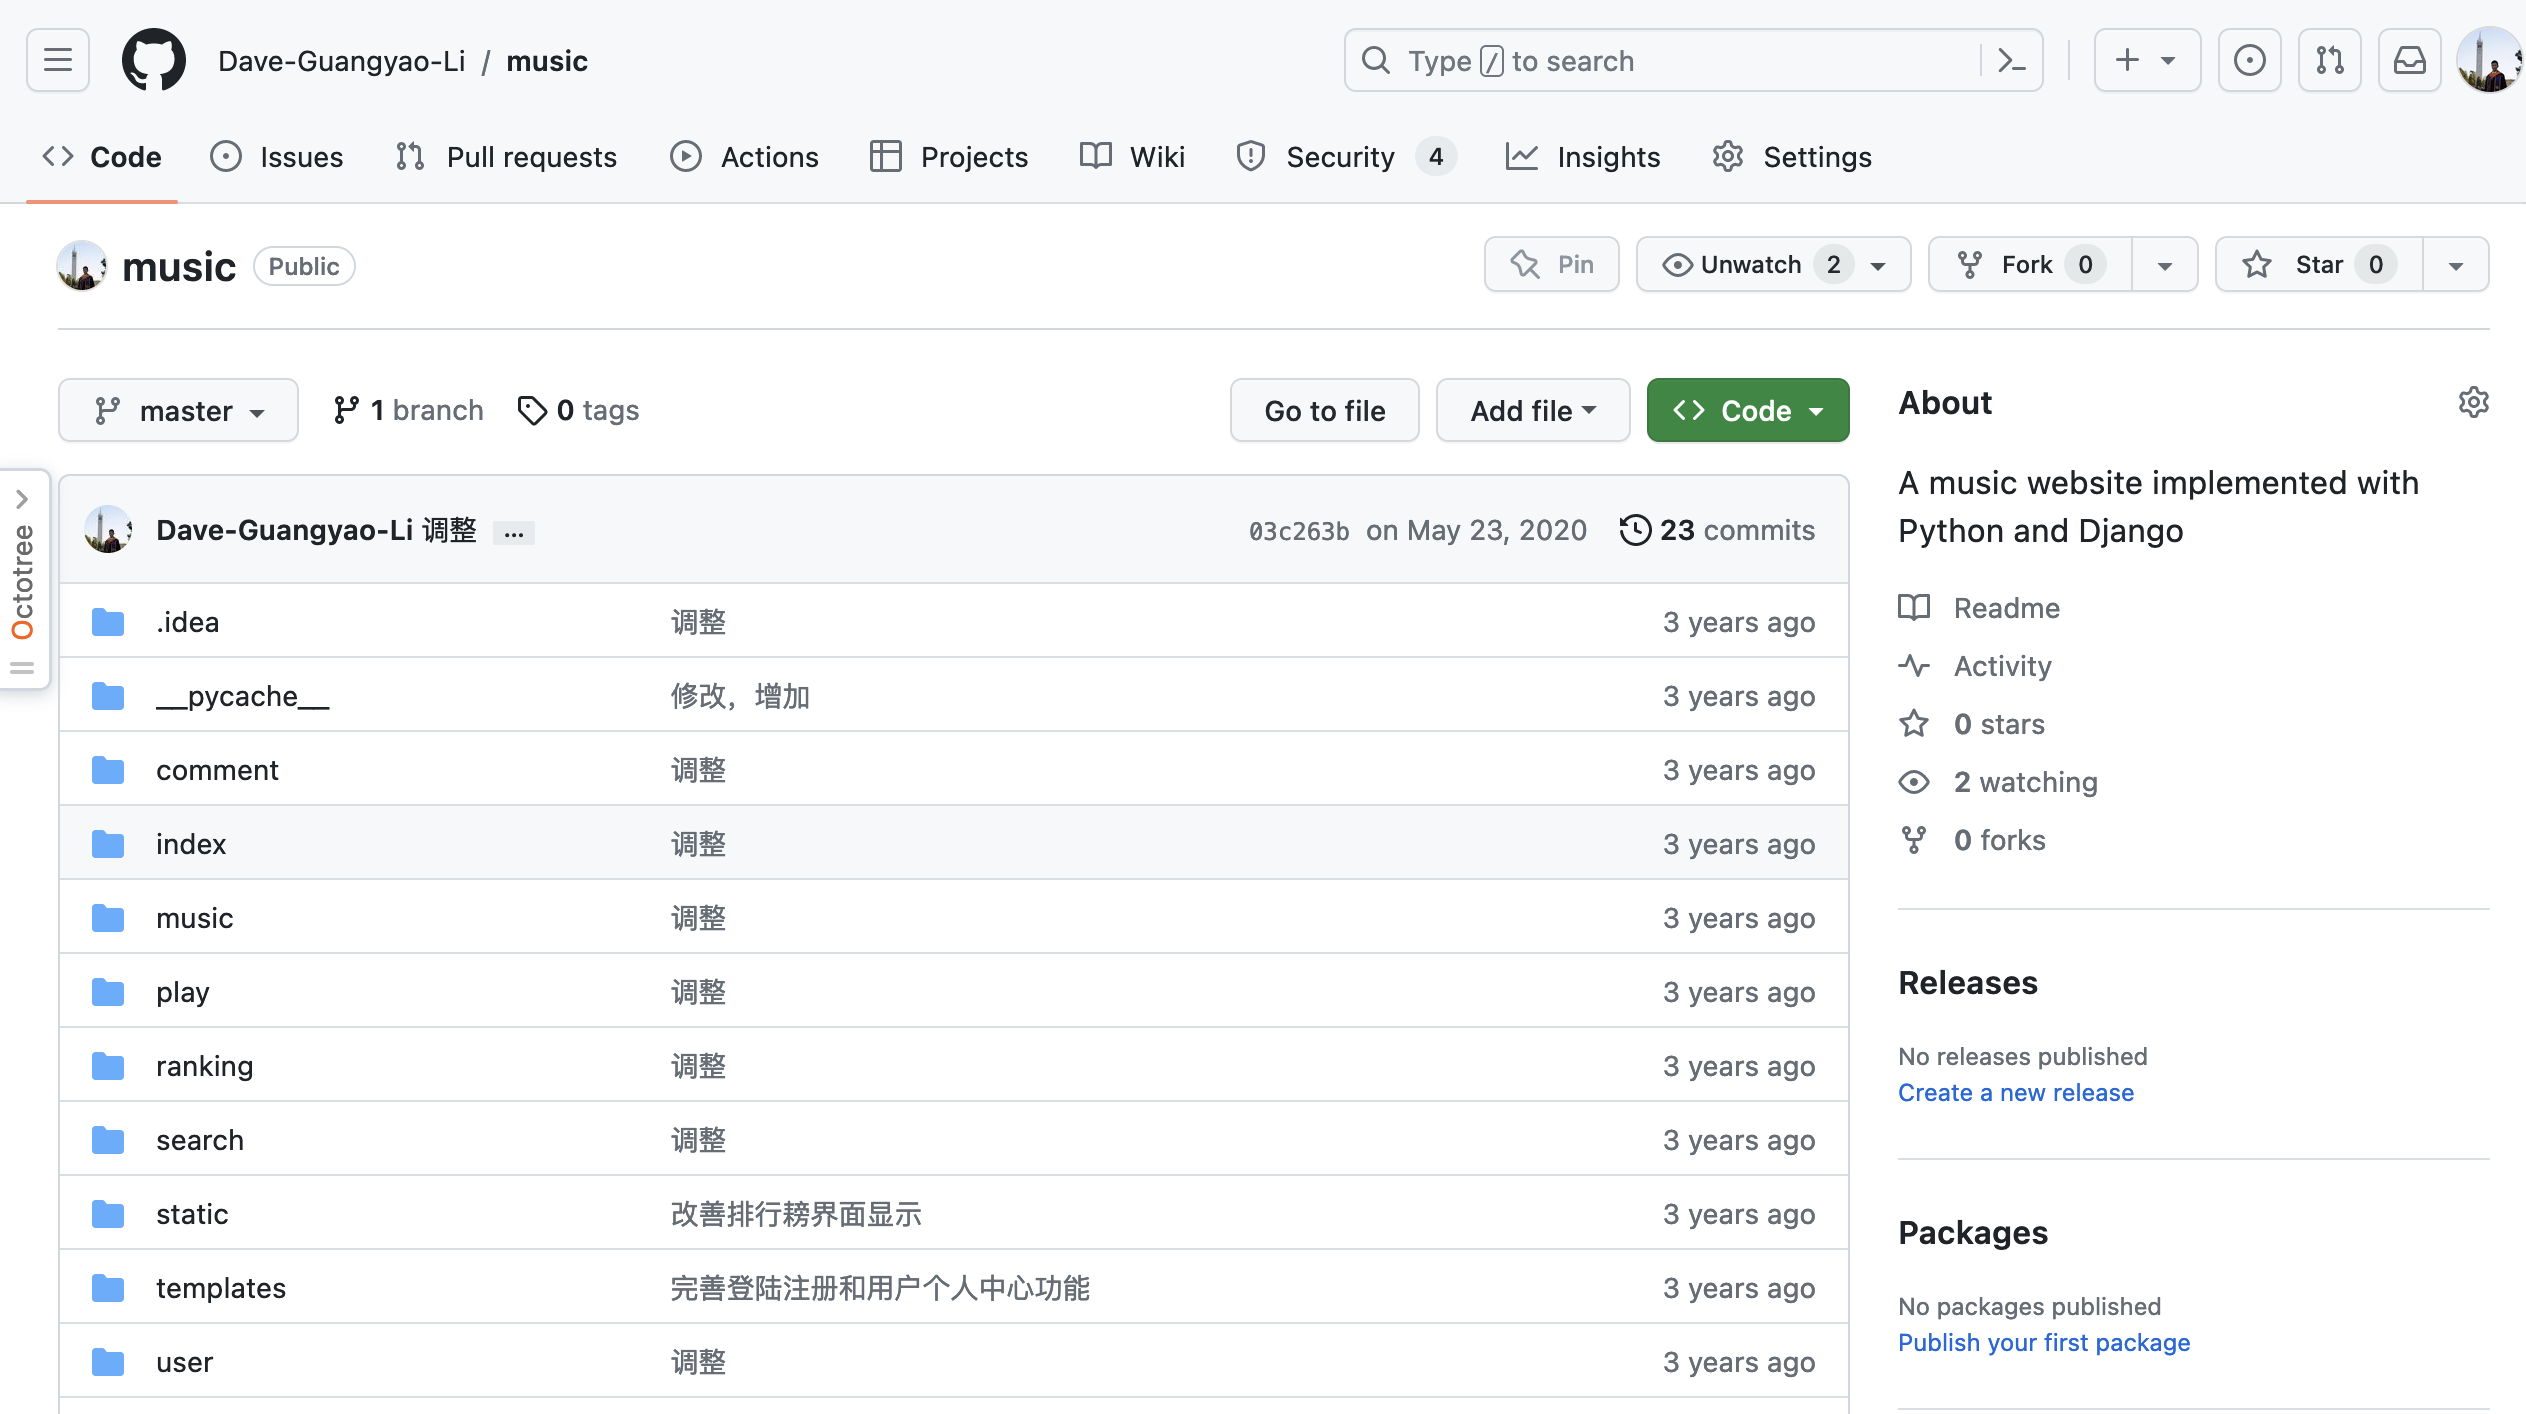 Dave-Guangyao-Li / music
Type / to search
Code Issues Pull requests Actions Projects Wiki Security 4 Insights Settings
music Public
Pin Unwatch 2 Fork 0 Star 0
master 1 branch 0 tags
Go to file Add file Code
Octotree
Dave-Guangyao-Li 调整 ... 03c263b on May 23, 2020 23 commits
.idea 调整 3 years ago
__pycache__ 修改，增加 3 years ago
comment 调整 3 years ago
index 调整 3 years ago
music 调整 3 years ago
play 调整 3 years ago
ranking 调整 3 years ago
search 调整 3 years ago
static 改善排行耪界面显示 3 years ago
templates 完善登陆注册和用户个人中心功能 3 years ago
user 调整 3 years ago
About
A music website implemented with
Python and Django
Readme
Activity
0 stars
2 watching
0 forks
Releases
No releases published
Create a new release
Packages
No packages published
Publish your first package